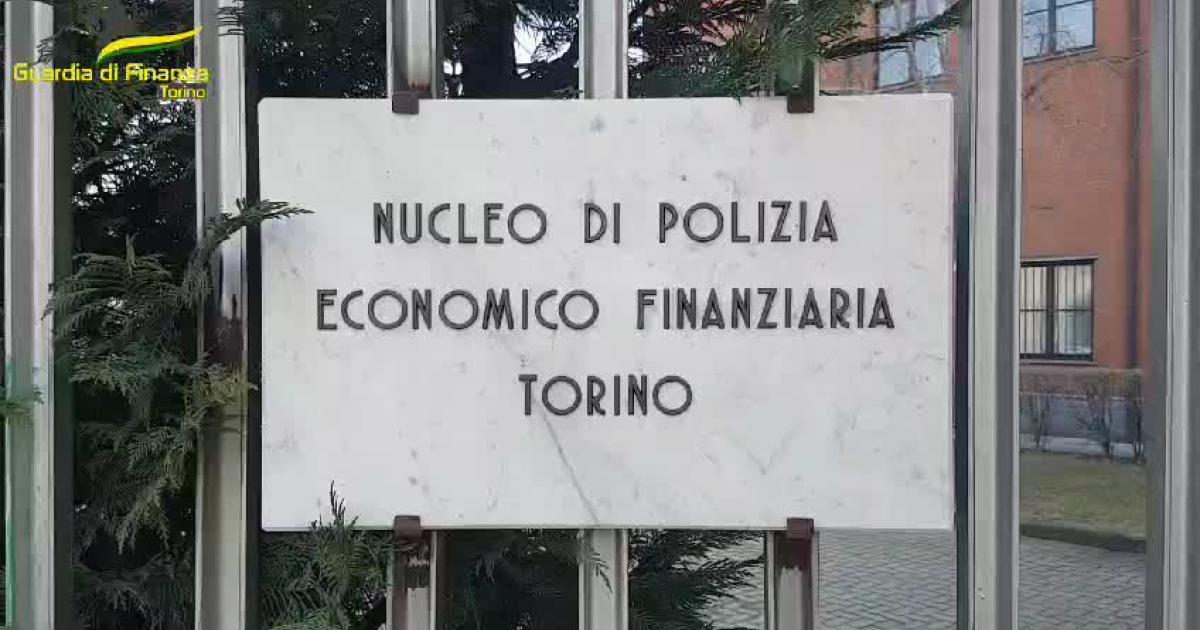 Guardia di Finanza
Torino
NUCLEO DI POLIZIA
ECONOMICO FINANZIARIA
TORINO